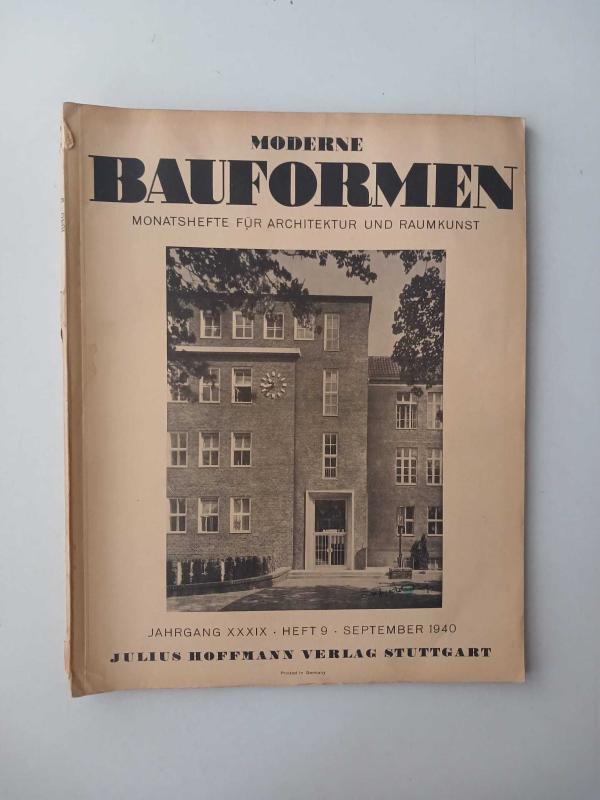 MODERNE
BAUFORMEN
MONATSHEFTE FÜR ARCHITEKTUR UND RAUMKUNST
JAHRGANG XXXIX · HEFT 9 · SEPTEMBER 1940
JULIUS HOFFMANN VERLAG STUTTGART
Printed in Germany